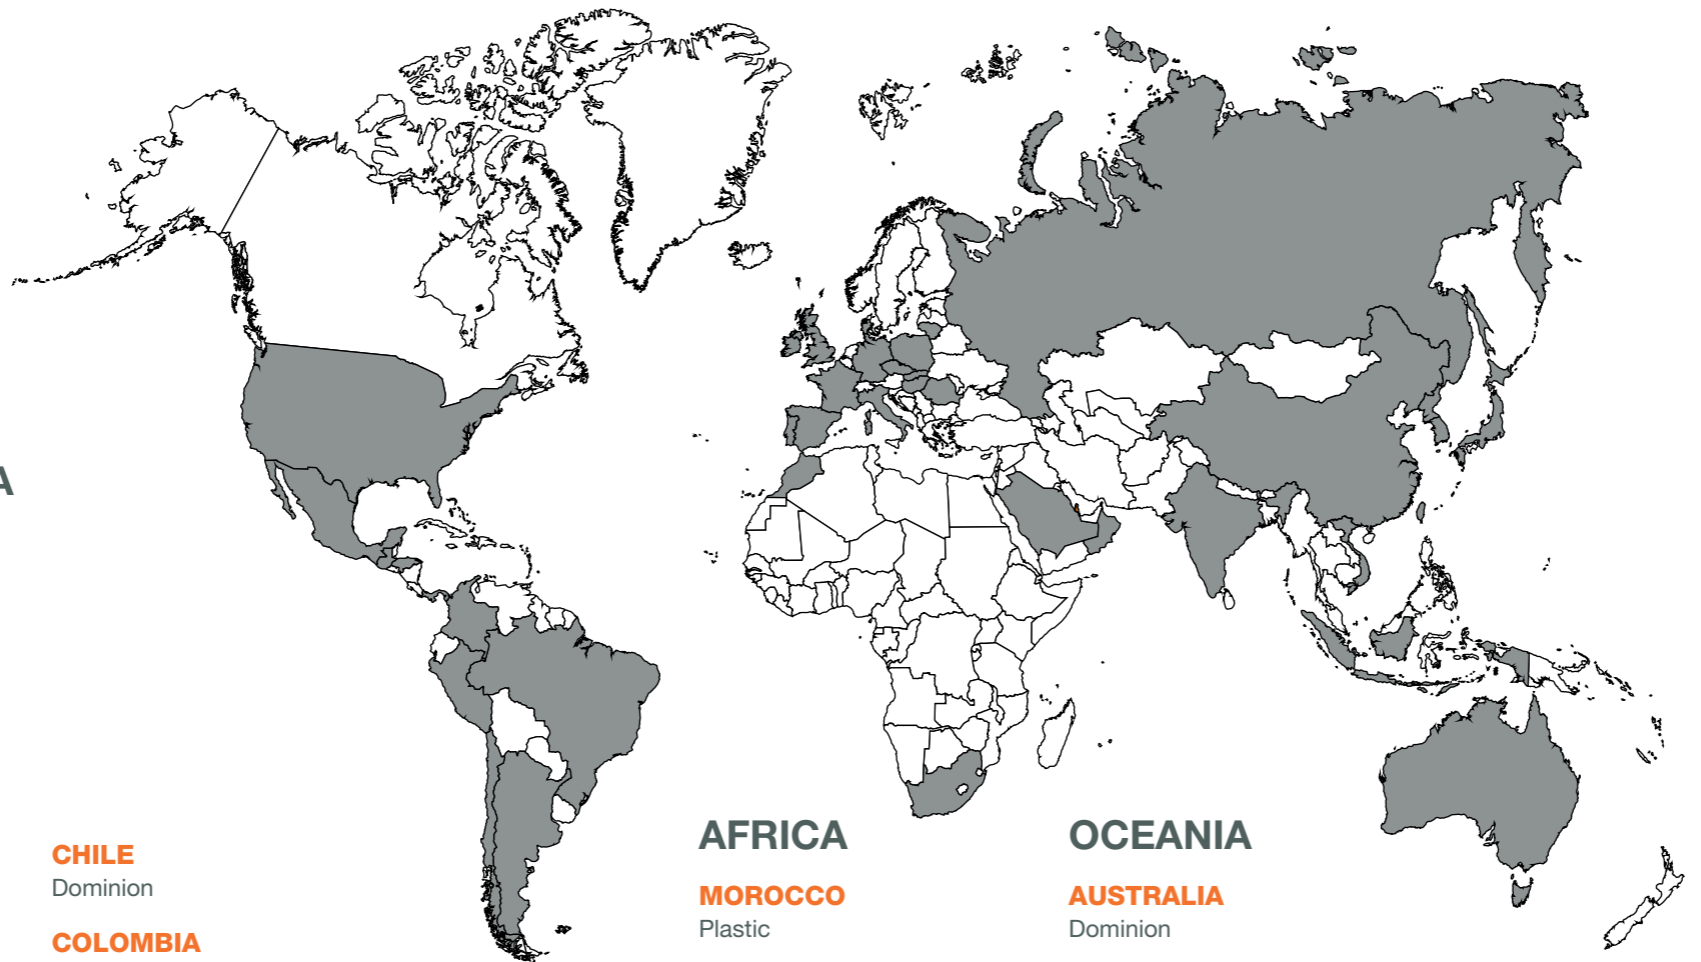 A
CHILE
Dominion
COLOMBIA
AFRICA
MOROCCO
Plastic
OCEANIA
AUSTRALIA
Dominion